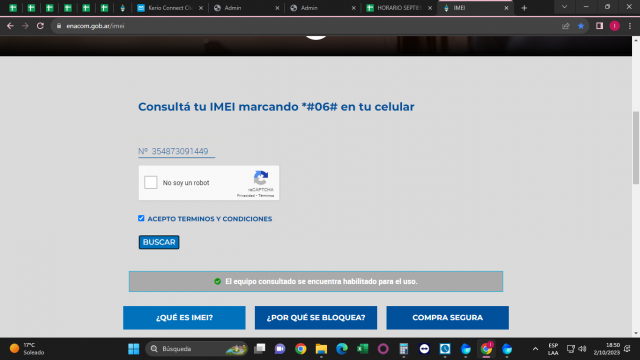 Kerio Connect Cli
Admin
Admin
HORARIO SEPTIE
IMEI
enacom.gob.ar/imei
Consultá tu IMEI marcando *#06# en tu celular
Nº 354873091449
No soy un robot
reCAPTCHA
Privacidad - Términos
ACEPTO TERMINOS Y CONDICIONES
BUSCAR
El equipo consultado se encuentra habilitado para el uso.
¿QUÉ ES IMEI? ¿POR QUÉ SE BLOQUEA? COMPRA SEGURA
17°C
Soleado
Búsqueda
ESP
LAA
18:50
2/10/2023